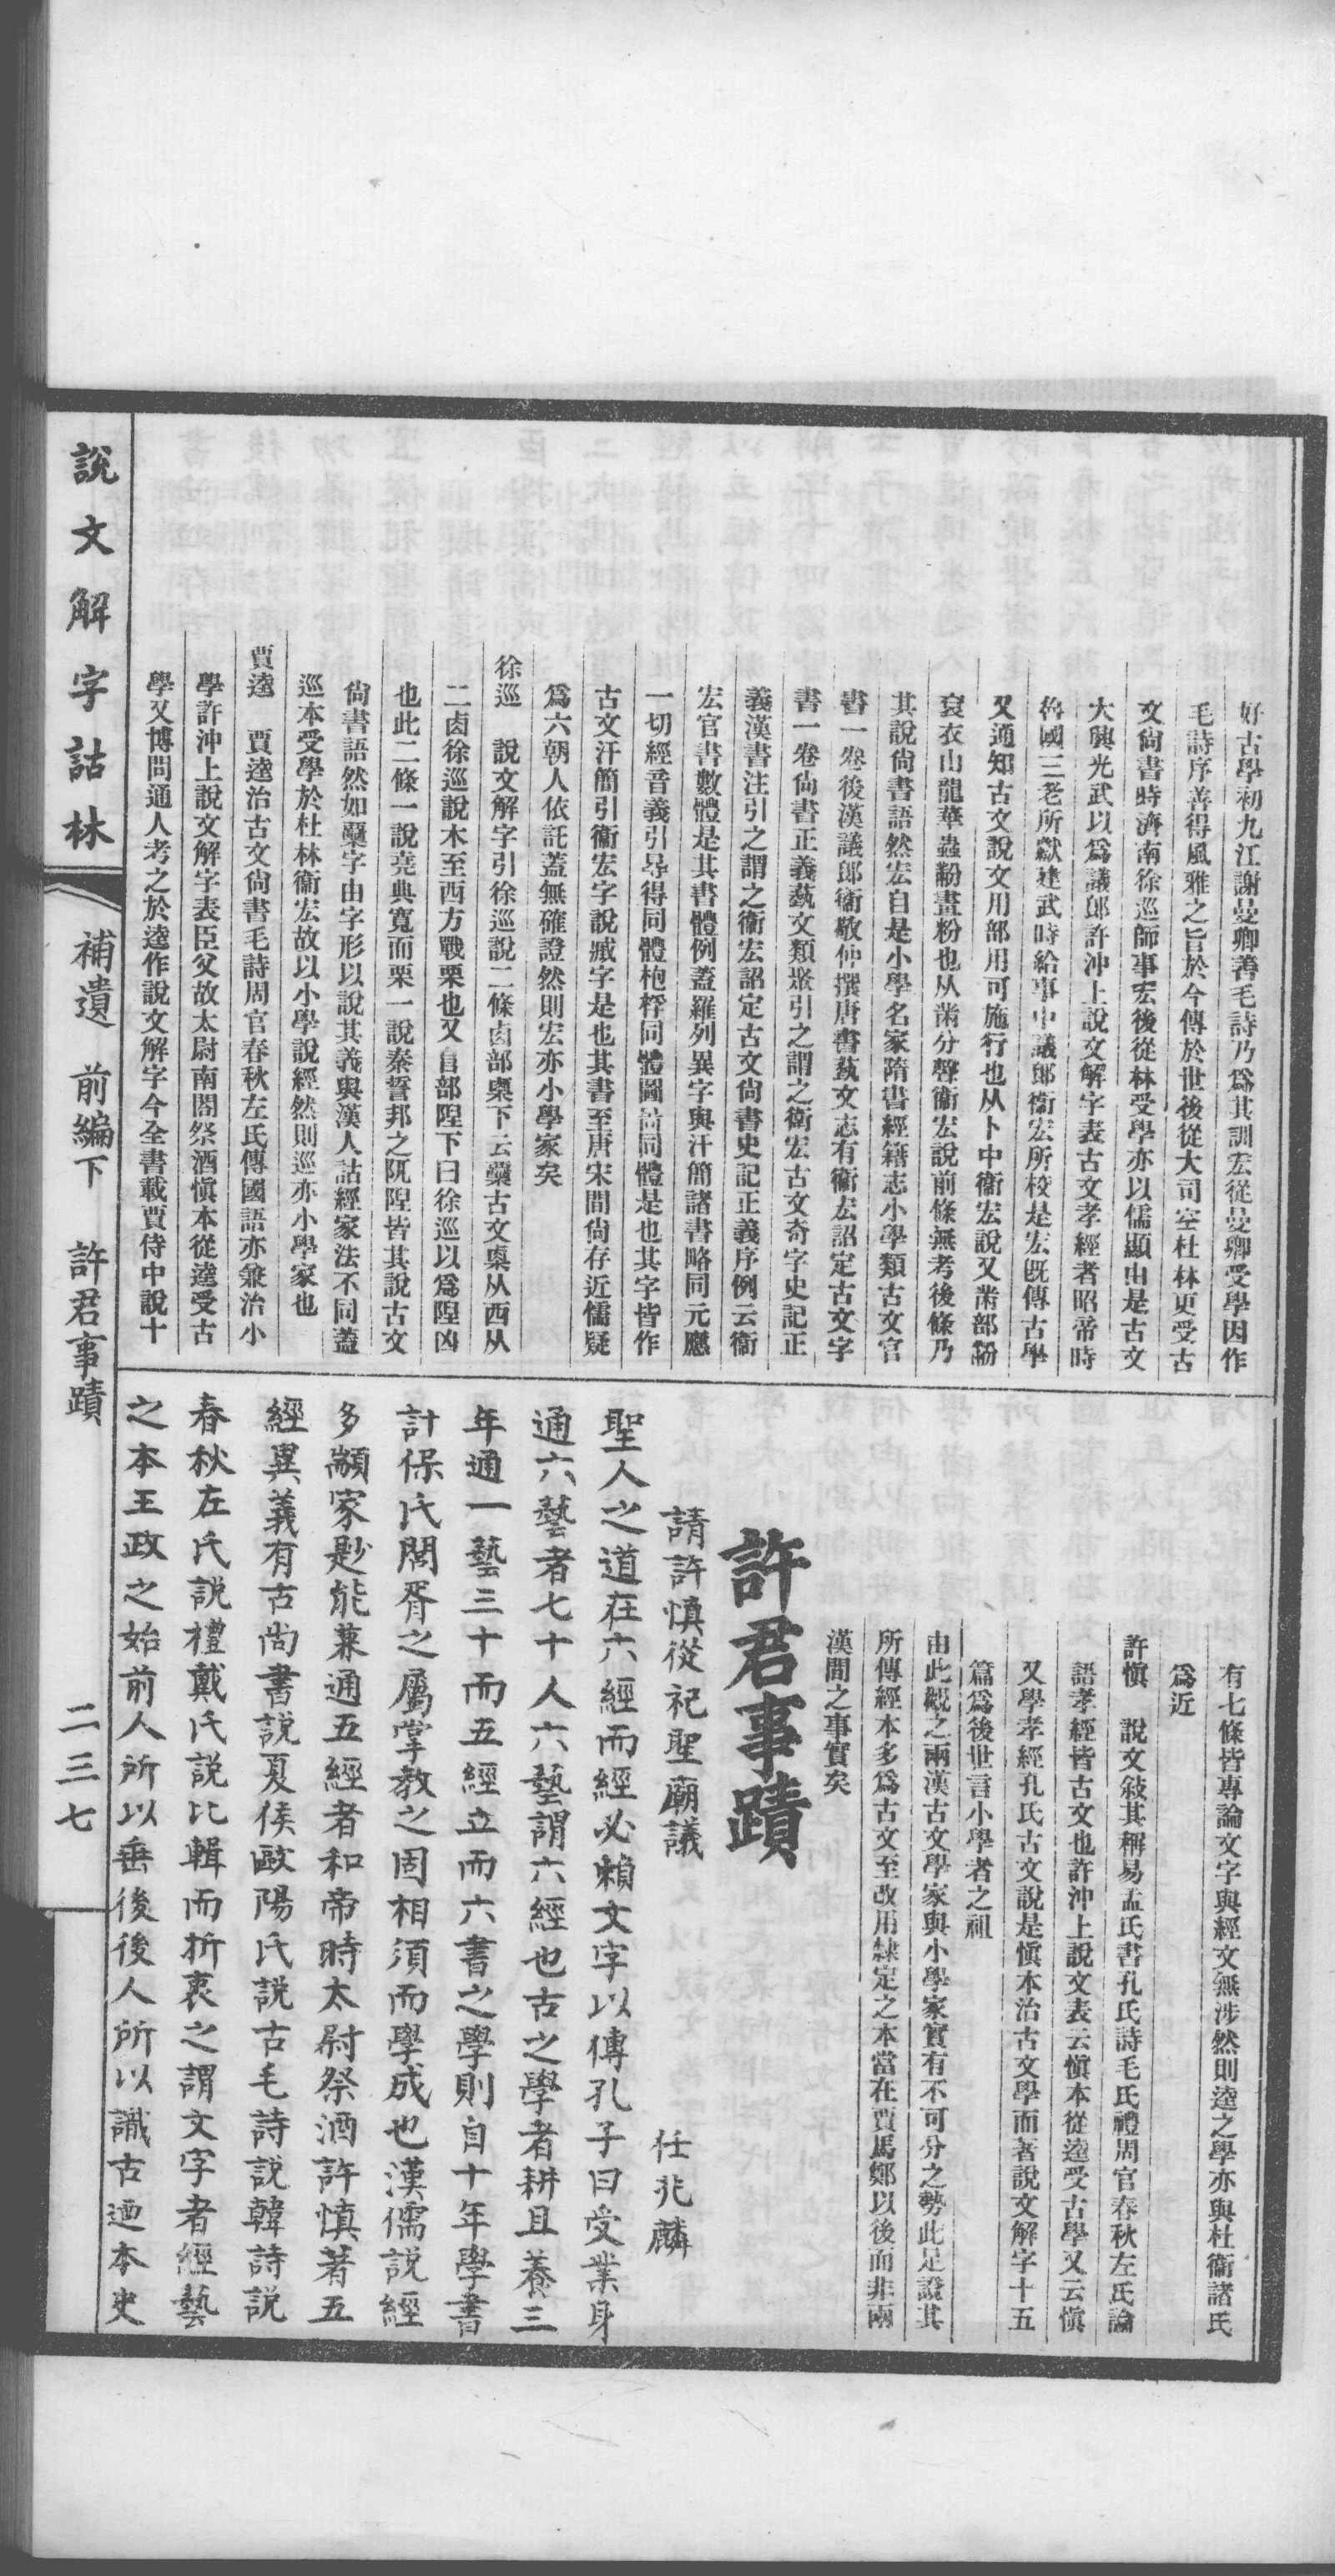 好古學初九江謝曼卿善毛詩乃爲其訓宏從曼卿受學因作
毛詩序善得風雅之旨於今傳於世後從大司空杜林更受古
文尙書時濟南徐巡師事宏後從林受學亦以儒顯由是古文
大興光武以爲議郎許沖上說文解字表古文孝經者昭帝時
魯國三老所獻建武時給事中議郎衞宏所校是宏旣傳古學
又通知古文說文用部用可施行也从卜中衞宏說又黹部黺
袞衣山龍華蟲黺畫粉也从黹分聲衞宏說前條無考後條乃
其說尙書語然宏自是小學名家隋書經籍志小學類古文官
書一卷後漢議郎衞敬仲撰唐書蓺文志有衞宏詔定古文字
書一卷尙書正義蓺文類聚引之謂之衞宏古文奇字史記正
義漢書注引之謂之衞宏詔定古文尙書史記正義序例云衞
宏官書數體是其書體例蓋羅列異字與汗簡諸書略同元應
一切經音義引㝵得同體枹桴同體圖啚同體是也其字皆作
古文汗簡引衞宏字說㓕字是也其書至唐宋間尙存近儒疑
爲六朝人依託蓋無確證然則宏亦小學家矣
徐巡　說文解字引徐巡說二條卤部㮚下云𣡷古文㮚从西从
二卤徐巡說木至西方戰栗也又𨸏部隉下曰徐巡以爲隉凶
也此二條一說堯典寬而栗一說秦誓邦之阢隉皆其說古文
尙書語然如𣡷字由字形以說其義與漢人詁經家法不同蓋
巡本受學於杜林衞宏故以小學說經然則巡亦小學家也
賈逵　賈逵治古文尙書毛詩周官春秋左氏傳國語亦兼治小
學許沖上說文解字表臣父故太尉南閣祭酒愼本從逵受古
學又博問通人考之於逵作說文解字今全書載賈侍中說十
有七條皆專論文字與經文無涉然則逵之學亦與杜衞諸氏
爲近
許愼　說文敍其稱易孟氏書孔氏詩毛氏禮周官春秋左氏論
語孝經皆古文也許沖上說文表云愼本從逵受古學又云愼
又學孝經孔氏古文說是愼本治古文學而著說文解字十五
篇爲後世言小學者之祖
由此觀之兩漢古文學家與小學家實有不可分之勢此足證其
所傳經本多爲古文至改用隸定之本當在賈馬鄭以後而非兩
漢間之事實矣
許君事蹟
請許慎從祀聖廟議　任兆麟
聖人之道在六經而經必賴文字以傳孔子曰受業身
通六藝者七十人六藝謂六經也古之學者耕且養三
年通一藝三十而五經立而六書之學則自十年學書
計保氏閭胥之屬掌教之固相須而學成也漢儒說經
多顓家尟能兼通五經者和帝時太尉祭酒許慎著五
經異義有古尚書說夏侯歐陽氏說古毛詩說韓詩說
春秋左氏說禮戴氏說比輯而折衷之謂文字者經藝
之本王政之始前人所以垂後後人所以識古迺本史
說文解字詁林
補遺　前編下　許君事蹟
二三七